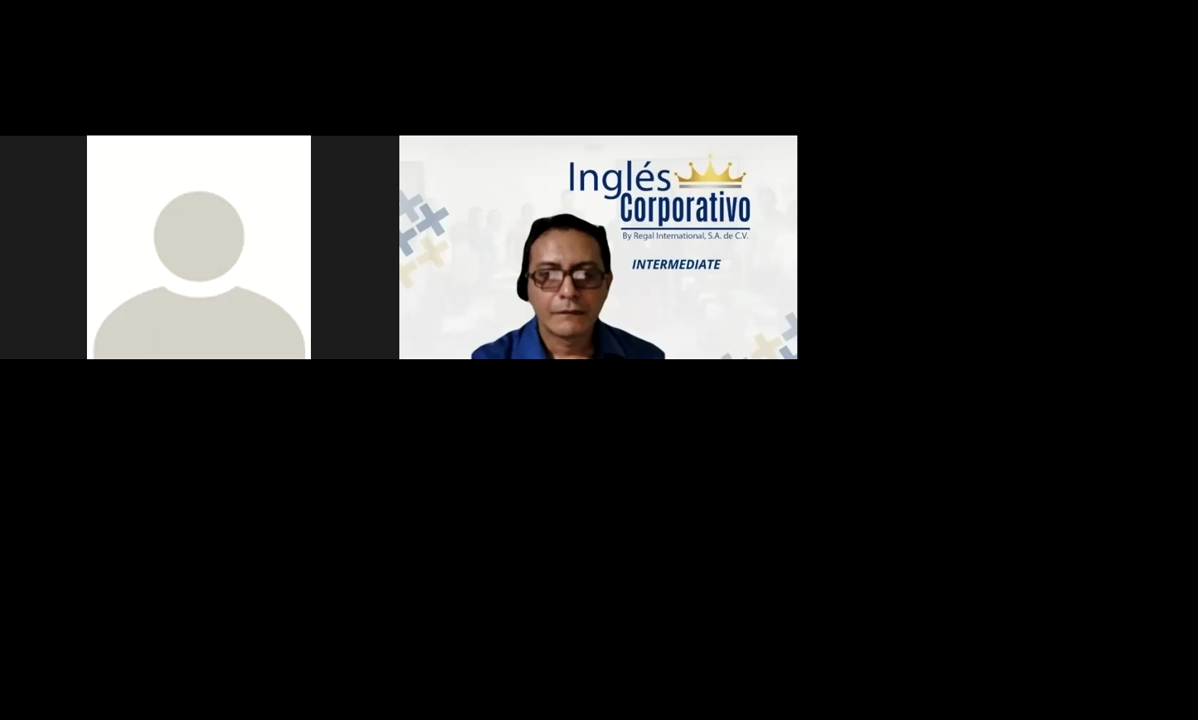 Inglés
Corporativo
By Regal International, S.A. de C.V.
INTERMEDIATE